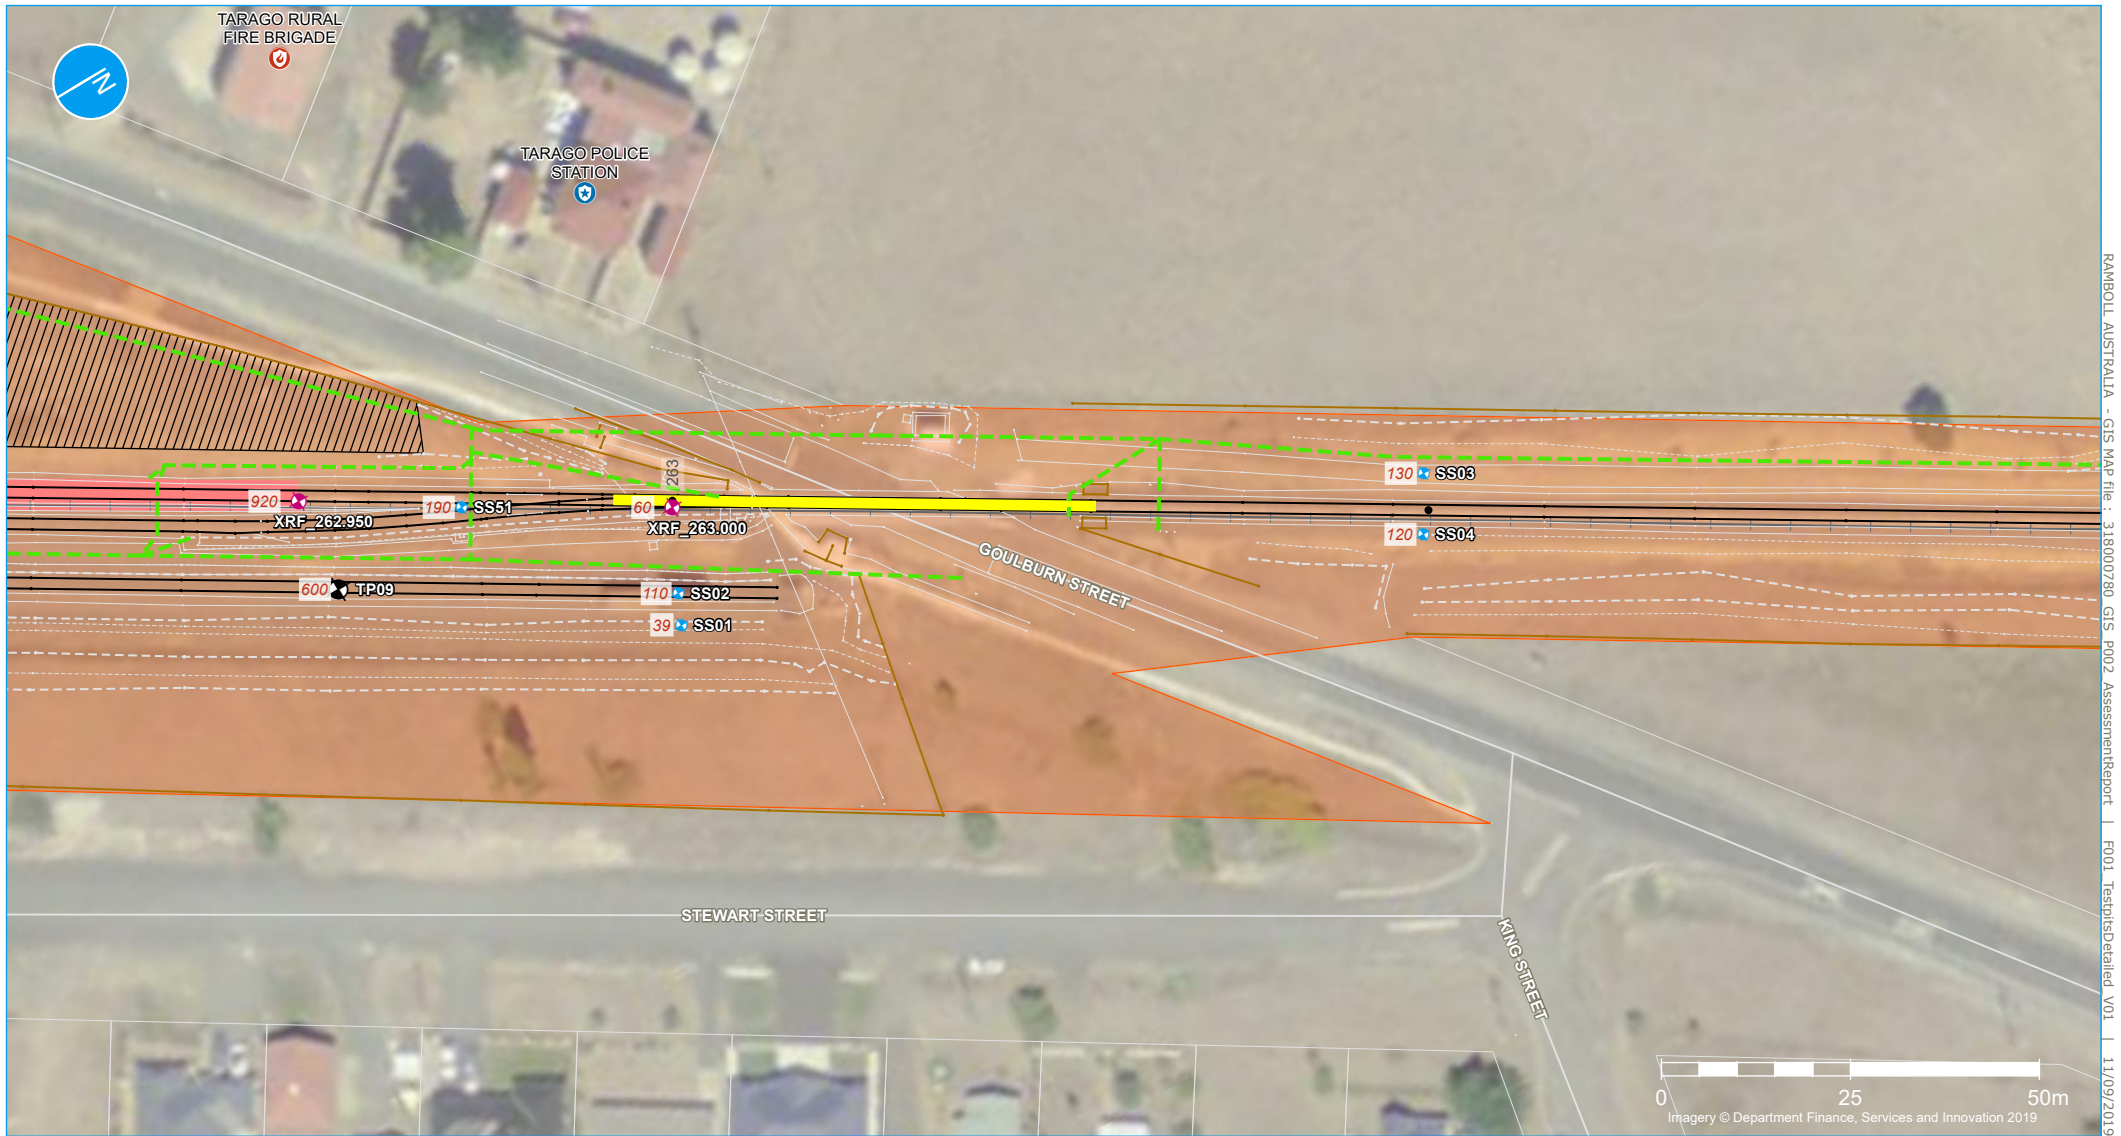 TARAGO RURAL
FIRE BRIGADE
N
TARAGO POLICE
STATION
263
920
XRF_262.950
190
SS51
60
XRF_263.000
130
SS03
120
SS04
600
TP09
110
SS02
39
SS01
GOULBURN STREET
STEWART STREET
KING STREET
0
25
50m
Imagery © Department Finance, Services and Innovation 2019
RAMBOLL AUSTRALIA - GIS MAP file : 318000780_GIS_P002_AssessmentReport | F001_TestpitsDetailed_V01 | 11/09/2019